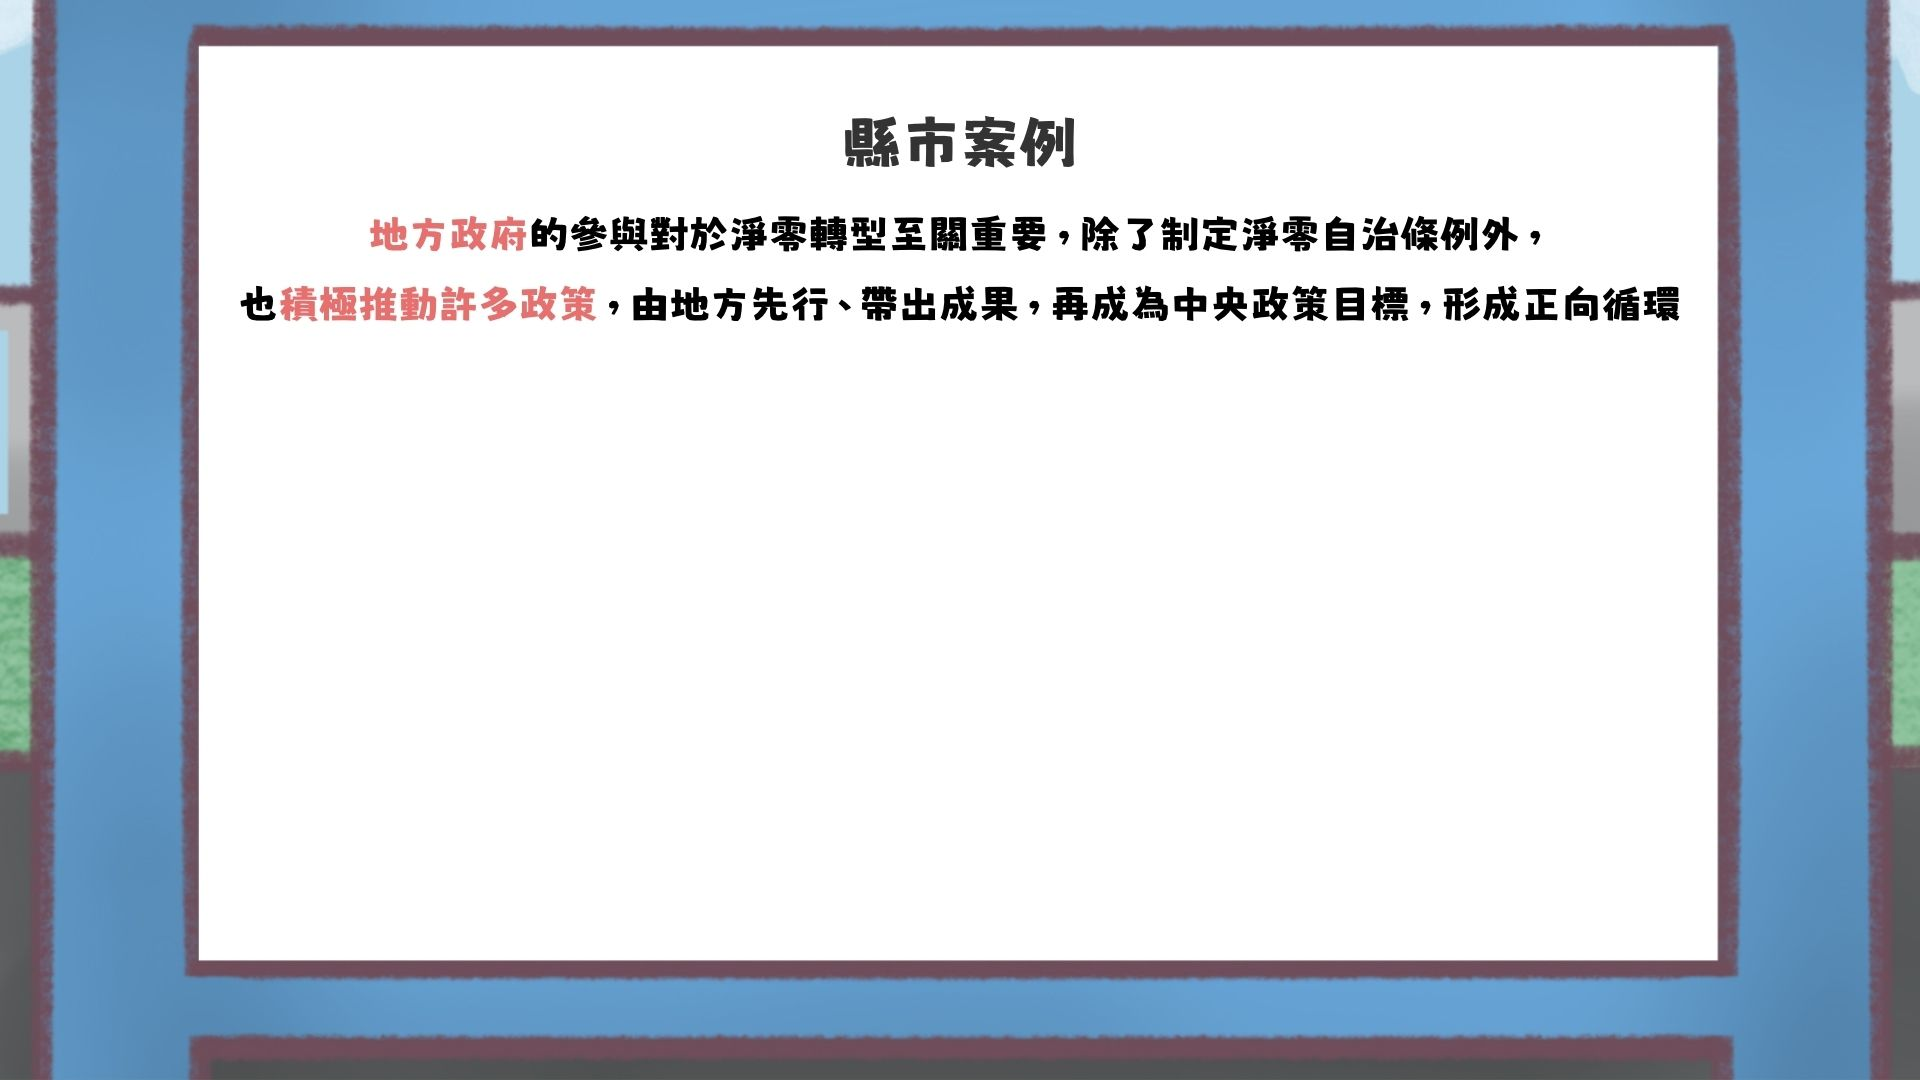 縣市案例
地方政府的參與對於淨零轉型至關重要，除了制定淨零自治條例外，
也積極推動許多政策，由地方先行、帶出成果，再成為中央政策目標，形成正向循環